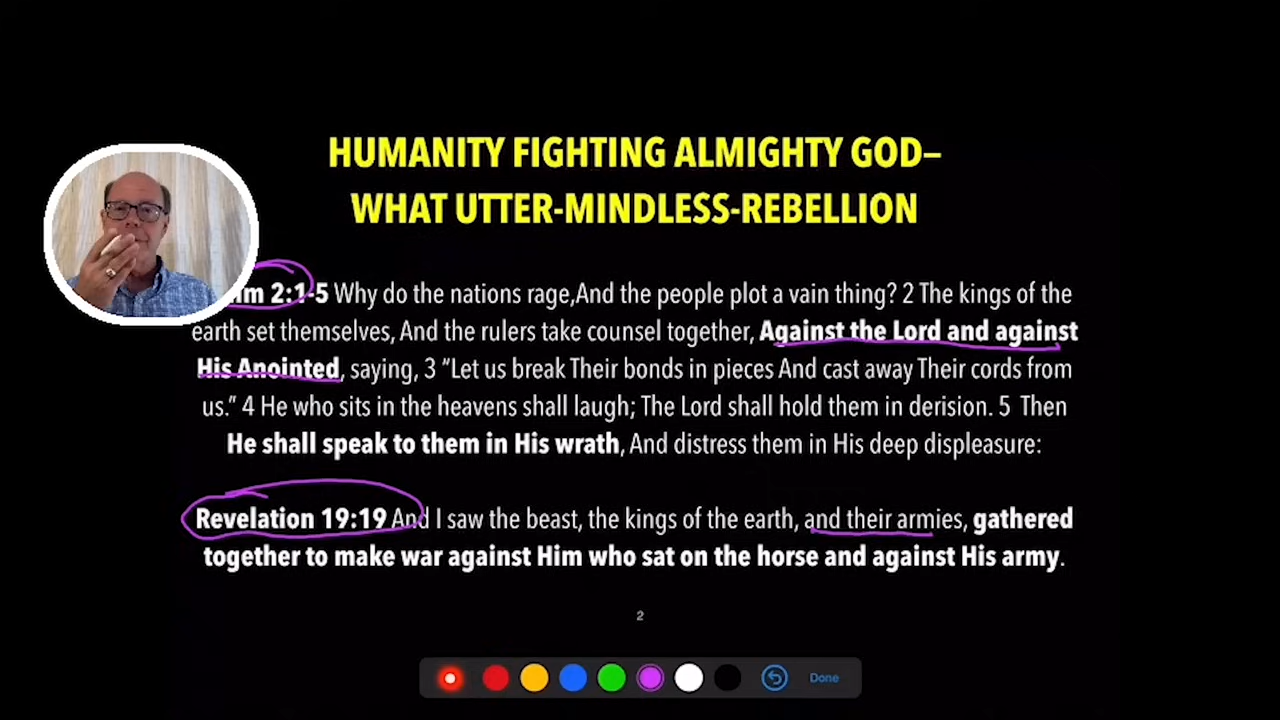 HUMANITY FIGHTING ALMIGHTY GOD–
WHAT UTTER-MINDLESS-REBELLION
2:1-5 Why do the nations rage,And the people plot a vain thing? 2 The kings of the
earth set themselves, And the rulers take counsel together, Against the Lord and against
His Anointed, saying, 3 “Let us break Their bonds in pieces And cast away Their cords from
us.” 4 He who sits in the heavens shall laugh; The Lord shall hold them in derision. 5 Then
He shall speak to them in His wrath, And distress them in His deep displeasure:
Revelation 19:19 And I saw the beast, the kings of the earth, and their armies, gathered
together to make war against Him who sat on the horse and against His army.
2
Done